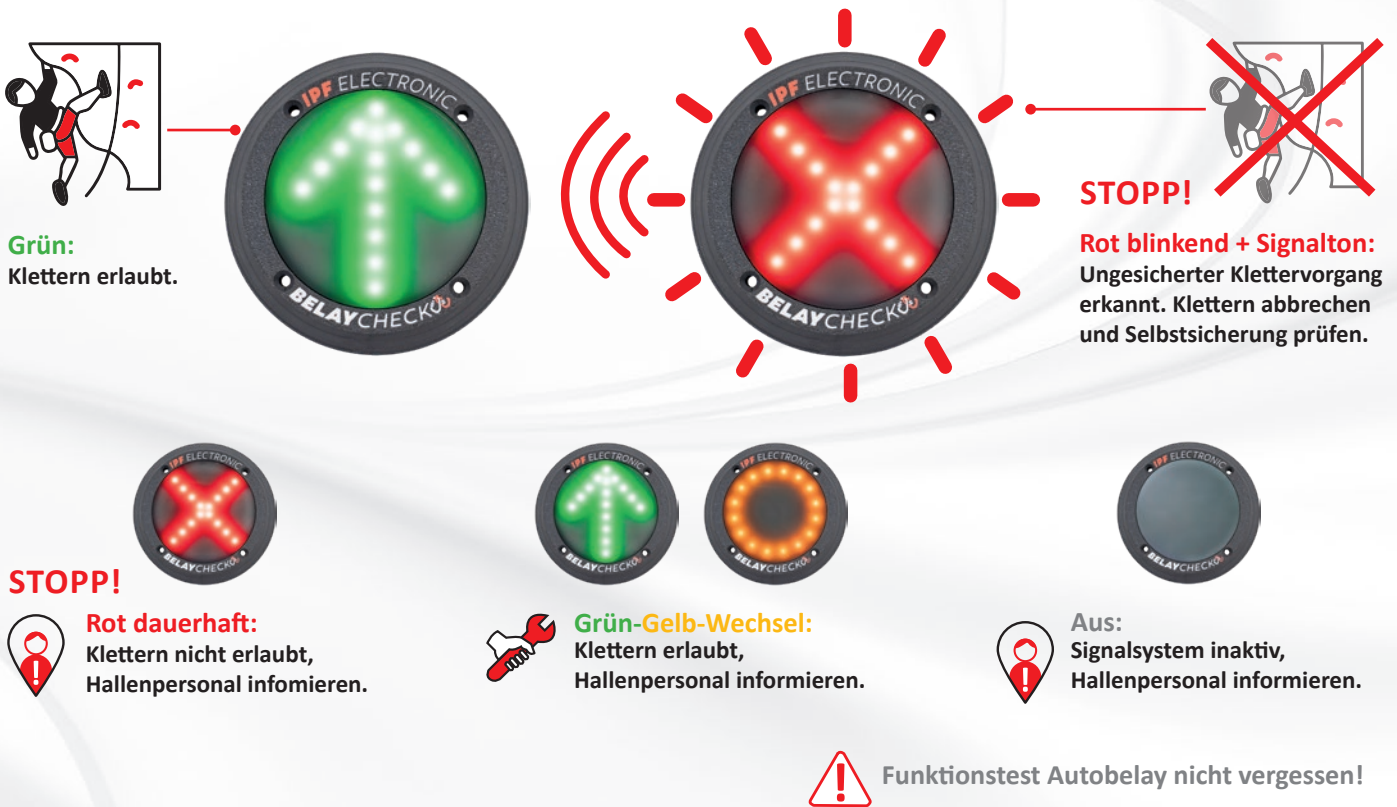 IPF ELECTRONIC
BELAYCHECK
IPF ELECTRONIC
BELAYCHECK
Grün:
Klettern erlaubt.
STOPP!
Rot blinkend + Signalton:
Ungesicherter Klettervorgang
erkannt. Klettern abbrechen
und Selbstsicherung prüfen.
IPF ELECTRONIC
BELAYCHECK
IPF ELECTRONIC
BELAYCHECK
IPF ELECTRONIC
BELAYCHECK
IPF ELECTRONIC
BELAYCHECK
STOPP!
Rot dauerhaft:
Klettern nicht erlaubt,
Hallenpersonal infomieren.
Grün-Gelb-Wechsel:
Klettern erlaubt,
Hallenpersonal informieren.
Aus:
Signalsystem inaktiv,
Hallenpersonal informieren.
Funktionstest Autobelay nicht vergessen!